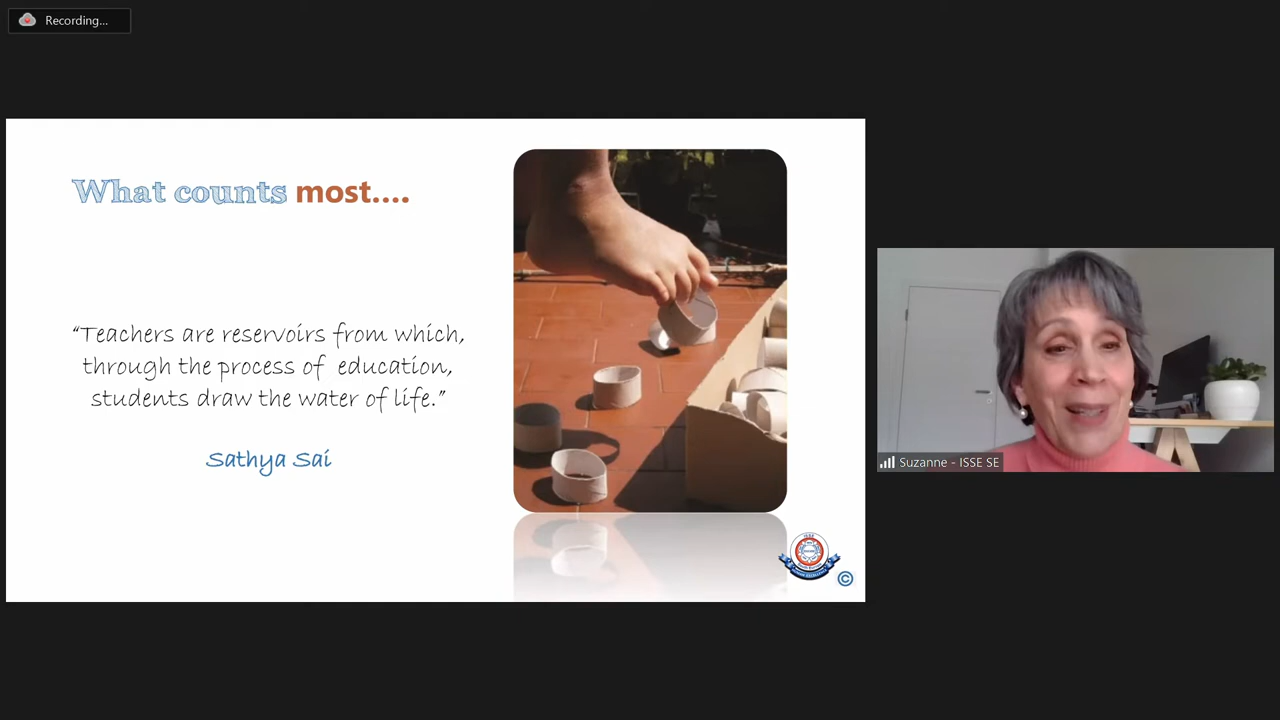 Recording...
What counts most....
“Teachers are reservoirs from which,
through the process of education,
students draw the water of life.”
Sathya Sai
©
Suzanne - ISSE SE